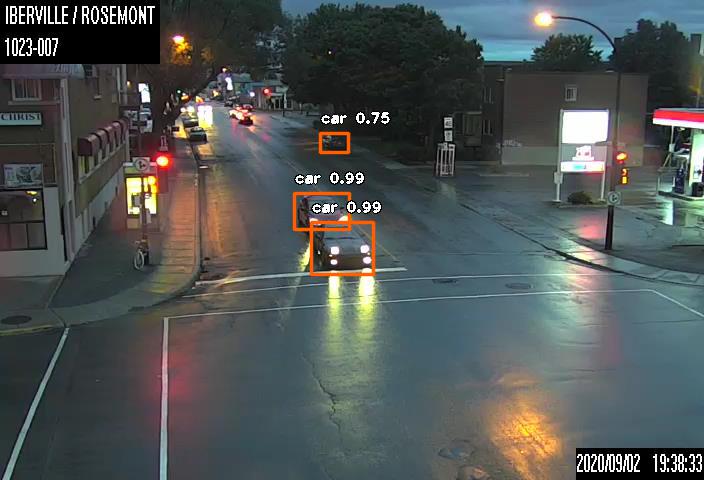 IBERVILLE / ROSEMONT
1023-007
car 0.75
car 0.99
car 0.99
CHRIST
2020/09/02 19:38:33